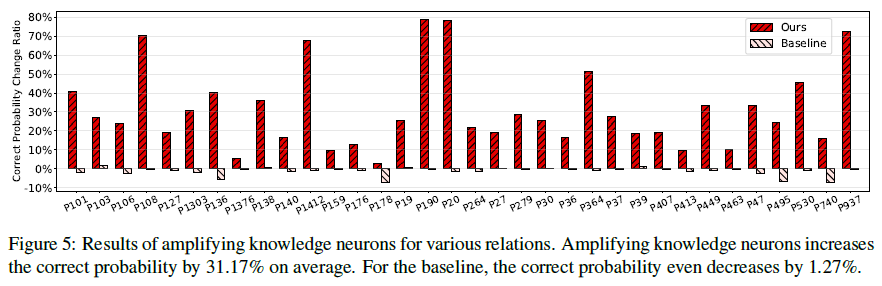 80%
70%
60%
50%
40%
30%
20%
10%
0%
-10%
Correct Probability Change Ratio
Ours
Baseline
P101 P103 P106 P108 P127 P1303 P136 P1376 P138 P140 P1412 P159 P176 P178 P19 P190 P20 P264 P27 P279 P30 P36 P364 P37 P39 P407 P413 P449 P463 P47 P495 P530 P740 P937
Figure 5: Results of amplifying knowledge neurons for various relations. Amplifying knowledge neurons increases
the correct probability by 31.17% on average. For the baseline, the correct probability even decreases by 1.27%.